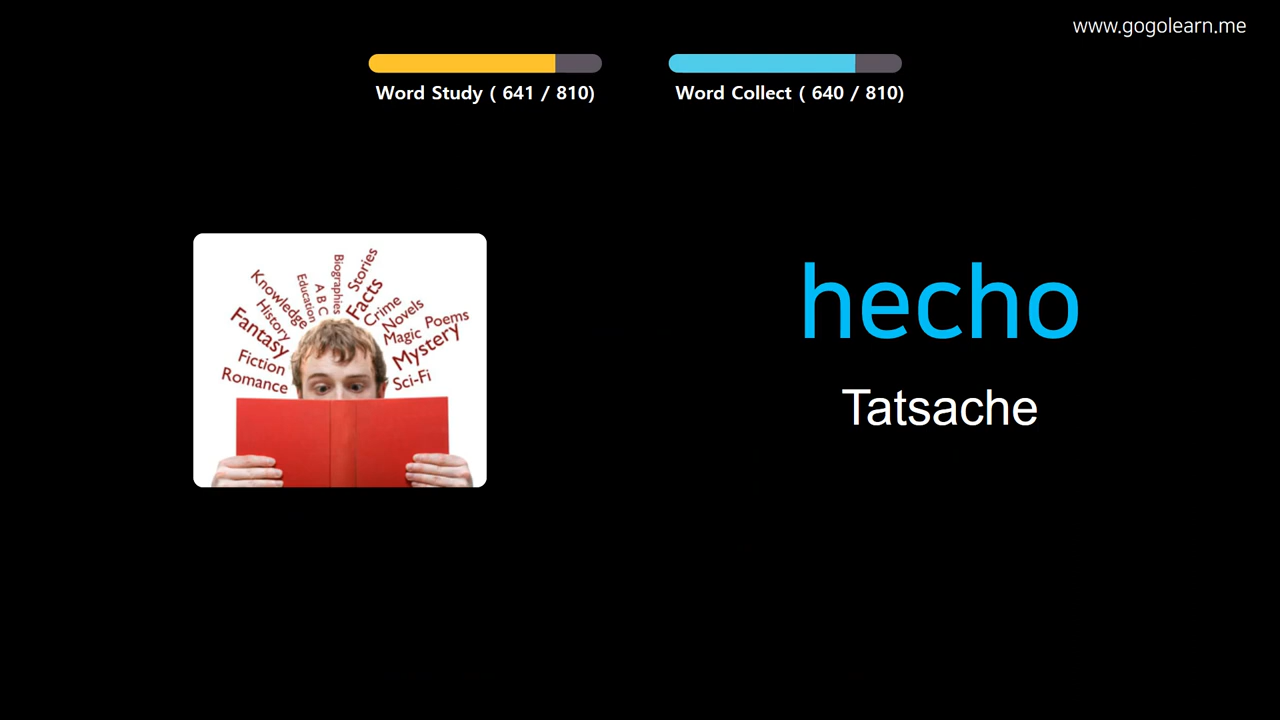 www.gogolearn.me
Word Study ( 641 / 810)
Word Collect ( 640 / 810)
Knowledge
History
Fantasy
Fiction
Romance
Education
A B C
Biographies
Stories
Facts
Crime
Novels
Magic
Poems
Mystery
Sci-Fi
hecho
Tatsache